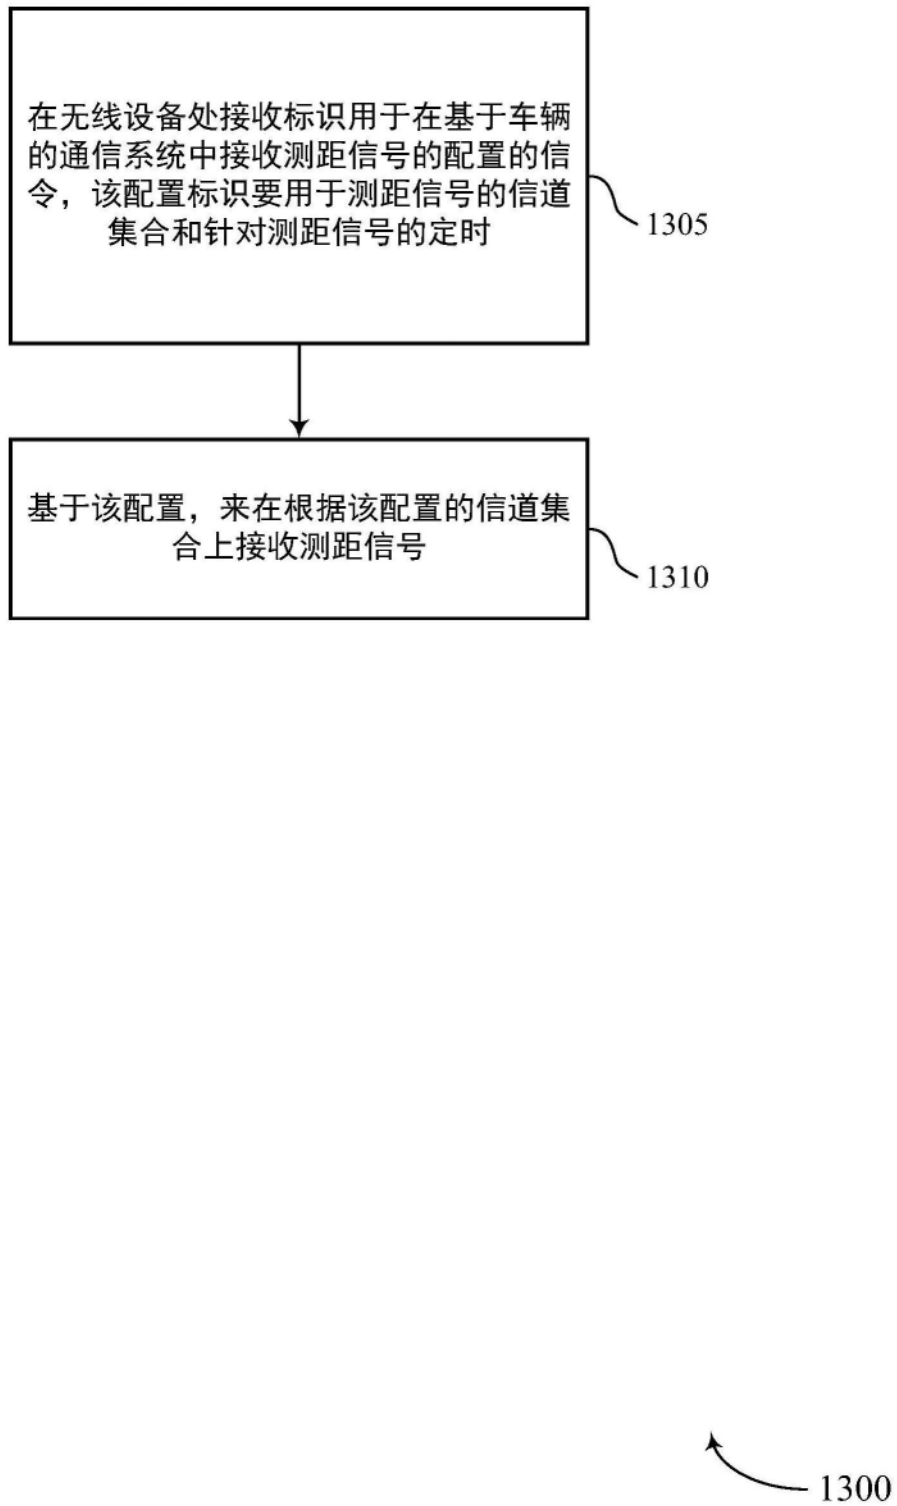 在无线设备处接收标识用于在基于车辆
的通信系统中接收测距信号的配置的信
令，该配置标识要用于测距信号的信道
集合和针对测距信号的定时
1305
基于该配置，来在根据该配置的信道集
合上接收测距信号
1310
1300